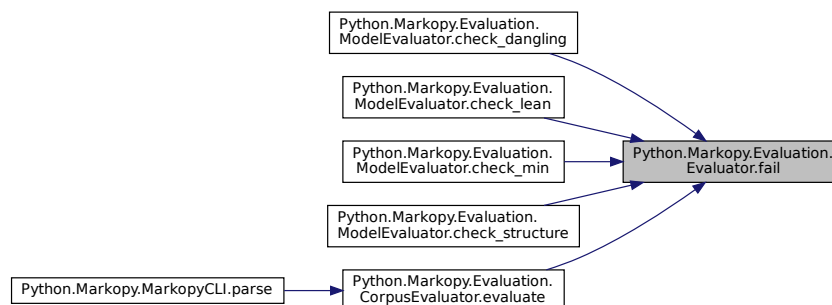 Python.Markopy.Evaluation.
ModelEvaluator.check_dangling
Python.Markopy.Evaluation.
ModelEvaluator.check_lean
Python.Markopy.Evaluation.
Evaluator.fail
Python.Markopy.Evaluation.
ModelEvaluator.check_min
Python.Markopy.Evaluation.
ModelEvaluator.check_structure
Python.Markopy.MarkopyCLI.parse
Python.Markopy.Evaluation.
CorpusEvaluator.evaluate